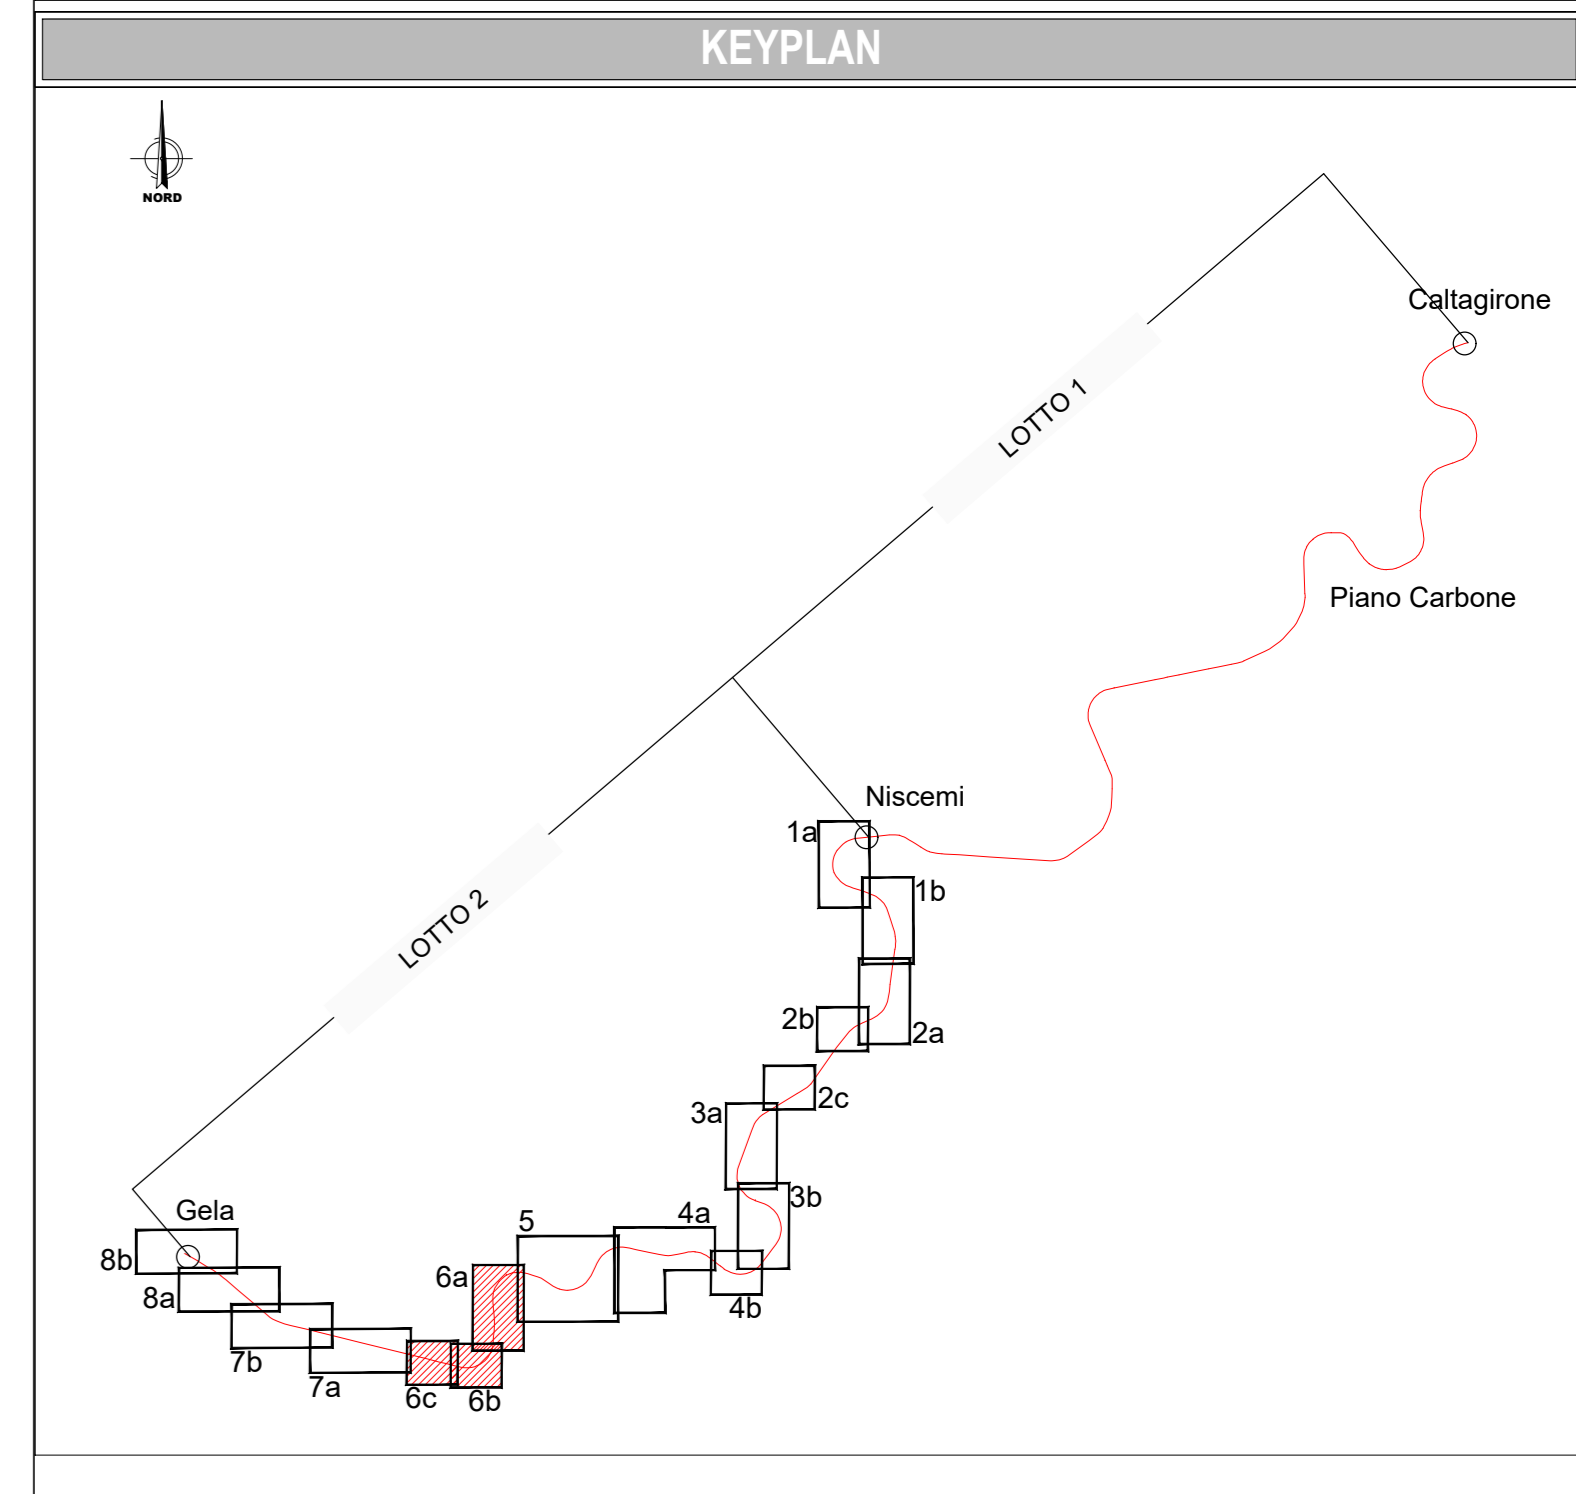 KEYPLAN
NORD
Caltagirone
LOTTO 1
Piano Carbone
Niscemi
1a
1b
LOTTO 2
2b
2a
2c
3a
3b
Gela
4a
5
8b
6a
8a
4b
7b
7a
6c
6b